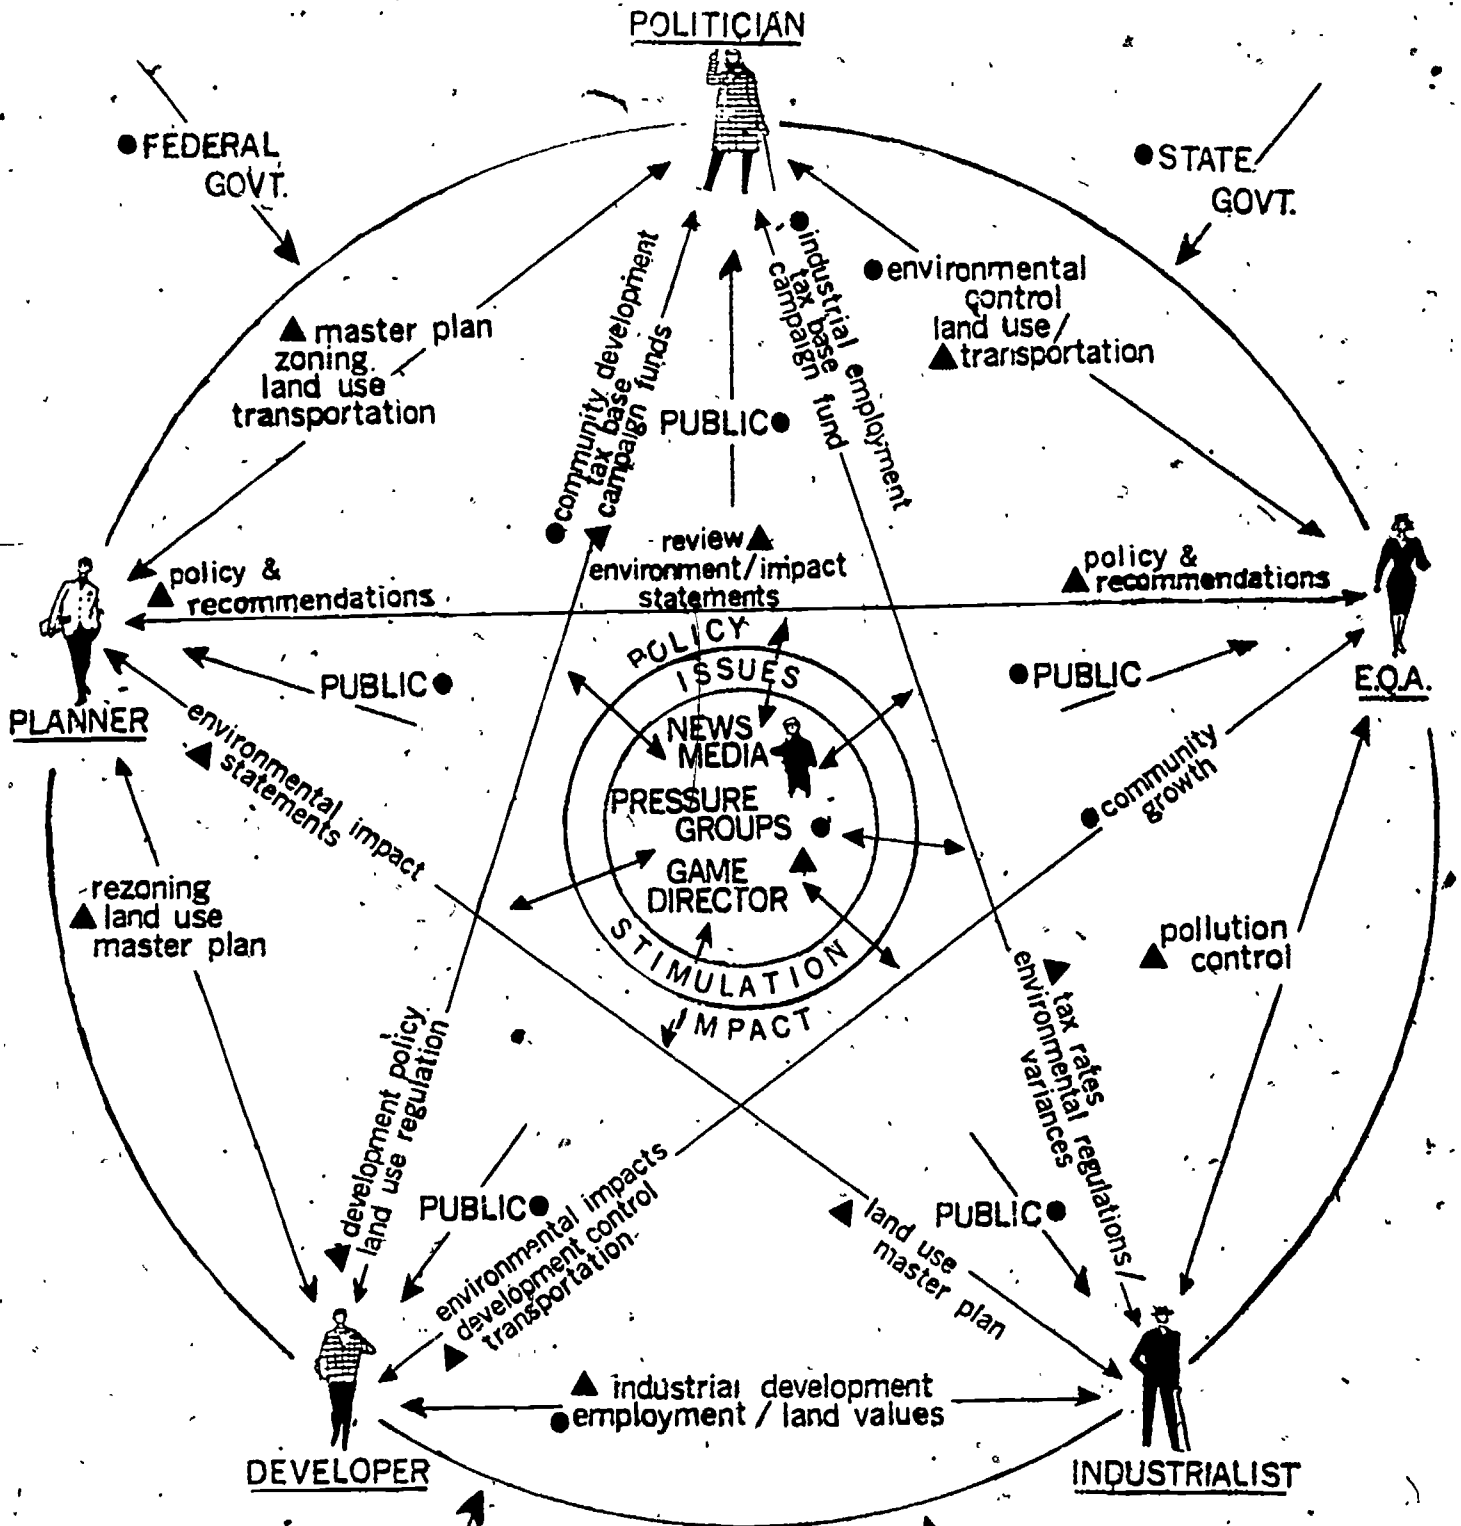 POLITICIAN
FEDERAL
GOVT.
STATE
GOVT.
master plan
zoning
land use
transportation
community development
tax base
campaign funds
PUBLIC
industrial employment
tax base
campaign fund
environmental
control
land use/
transportation
review
environment/impact
statements
policy &
recommendations
policy &
recommendations
PUBLIC
PUBLIC
PLANNER
E.Q.A.
POLICY
ISSUES
NEWS
MEDIA
PRESSURE
GROUPS
GAME
DIRECTOR
STIMULATION
IMPACT
environmental impact
statements
community
growth
rezoning
land use
master plan
pollution
control
development policy
land use regulation
tax rates
environmental regulations/
variances
PUBLIC
environmental impacts
development control
transportation
land use
master plan
PUBLIC
industrial development
employment / land values
DEVELOPER
INDUSTRIALIST